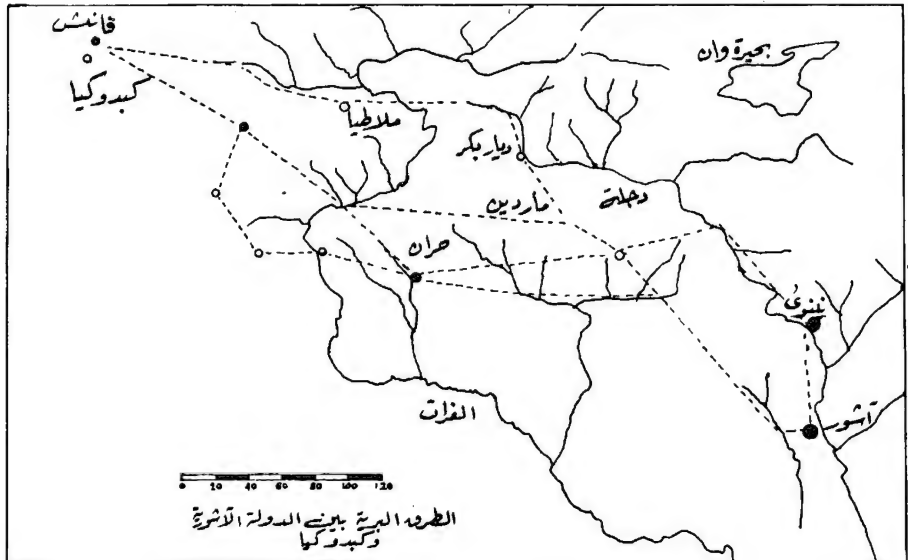 قانش
كبدوكيا
بحيرة وان
ملاطيا
ديار بكر
دجلة
ماردين
حران
نينوى
الفرات
آشور
0 20 40 60 80 100 120
الطرق البرية بين الدولة الآشورية
وكبدوكيا